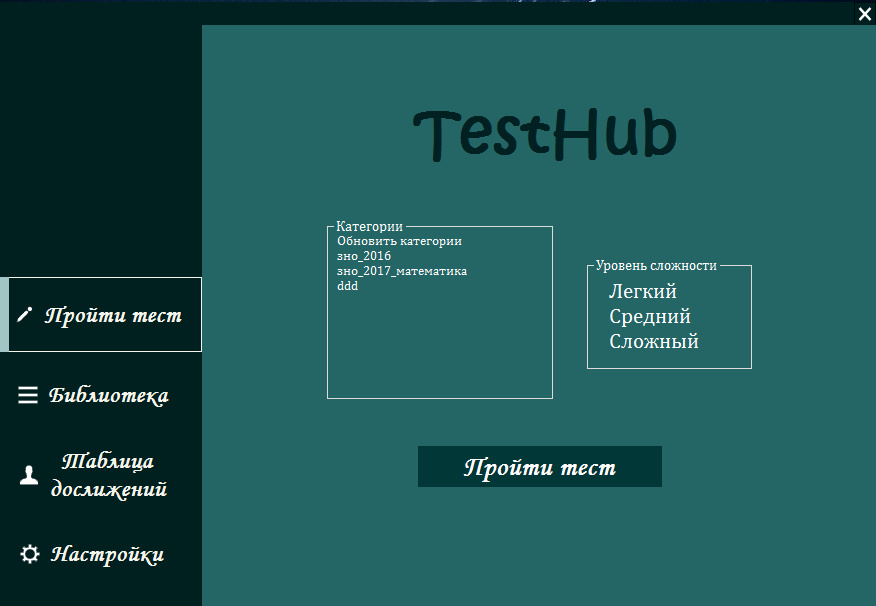 TestHub
Категории
Обновить категории
зно_2016
зно_2017_математика
ddd
Уровень сложности
Легкий
Средний
Сложный
Пройти тест
Пройти тест
Библиотека
Таблица
дослижений
Настройки